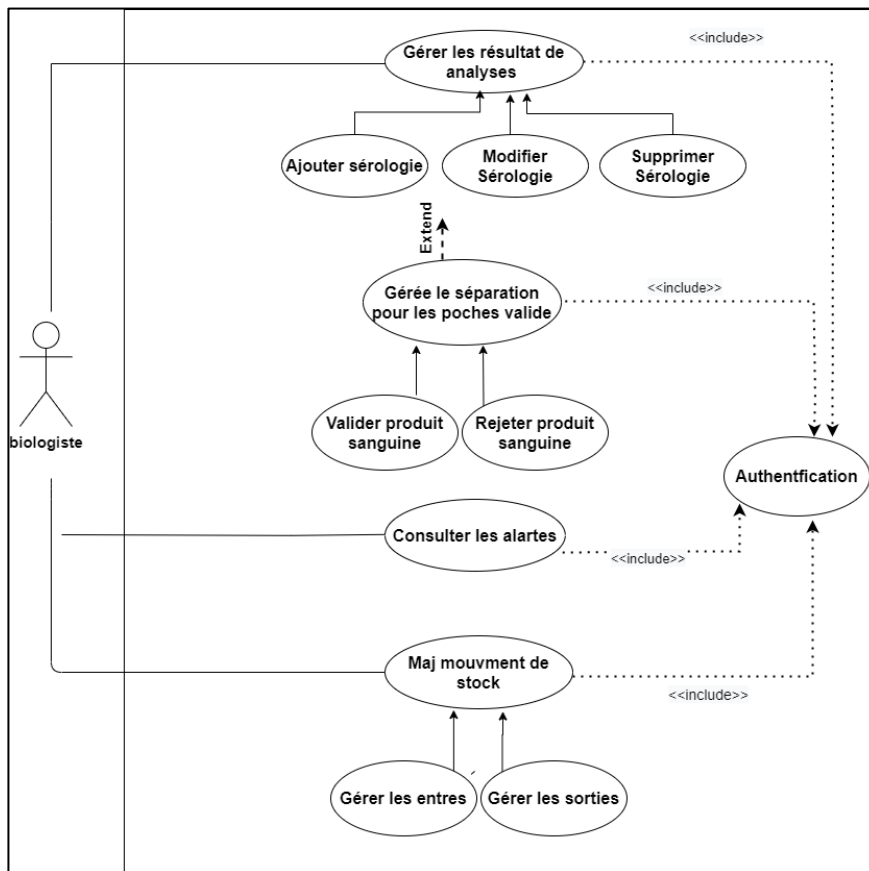 <<include>>
Gérer les résultat de
analyses
Ajouter sérologie
Modifier
Sérologie
Supprimer
Sérologie
Extend
Gérée le séparation
pour les poches valide
<<include>>
Valider produit
sanguine
Rejeter produit
sanguine
biologiste
Authentfication
Consulter les alartes
<<include>>
Maj mouvment de
stock
<<include>>
Gérer les entres
Gérer les sorties